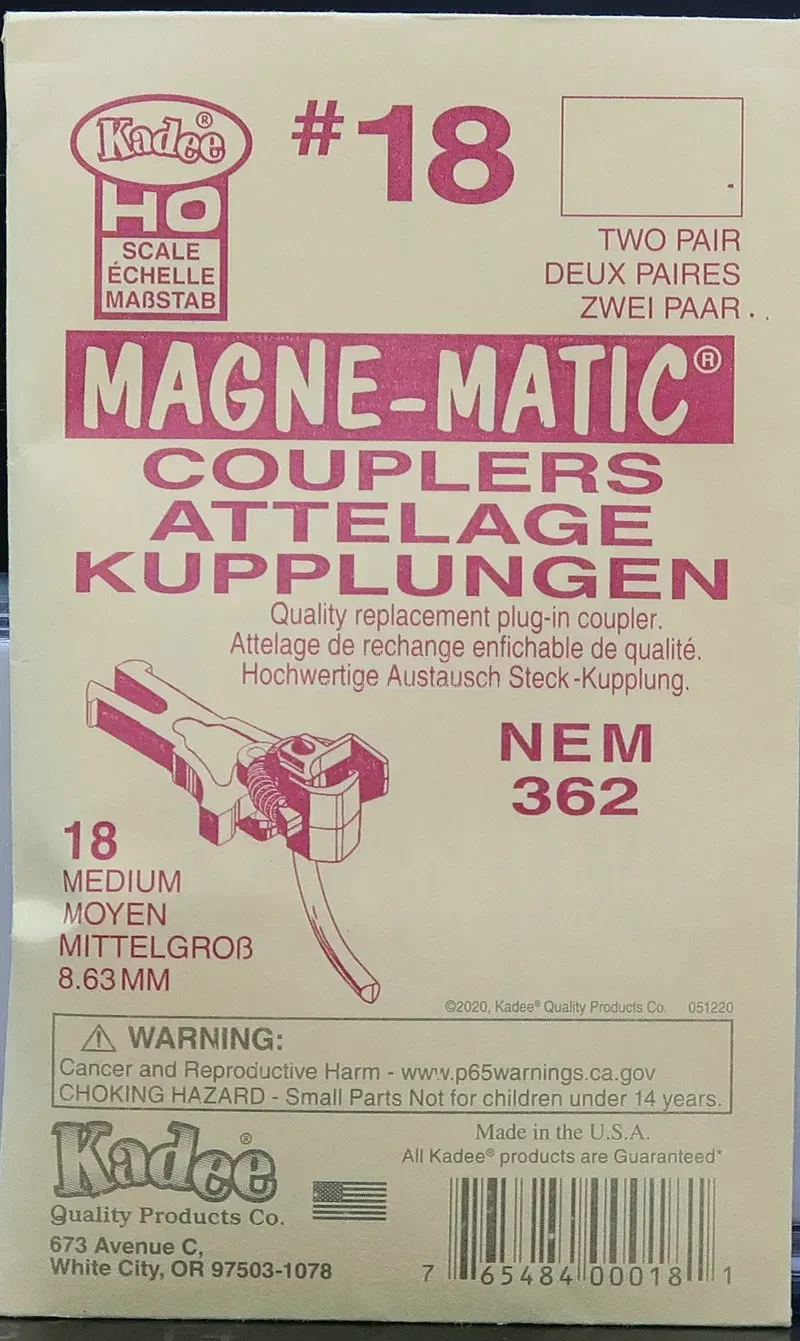 Kadee®
HO
SCALE
ÉCHELLE
MAßSTAB
#18
TWO PAIR
DEUX PAIRES
ZWEI PAAR
MAGNE-MATIC®
COUPLERS
ATTELAGE
KUPPLUNGEN
Quality replacement plug-in coupler.
Attelage de rechange enfichable de qualité.
Hochwertige Austausch Steck-Kupplung.
NEM
362
18
MEDIUM
MOYEN
MITTELGROß
8.63MM
©2020, Kadee® Quality Products Co. 051220
⚠ WARNING:
Cancer and Reproductive Harm - www.p65warnings.ca.gov
CHOKING HAZARD - Small Parts Not for children under 14 years.
Kadee®
Quality Products Co.
673 Avenue C,
White City, OR 97503-1078
Made in the U.S.A.
All Kadee® products are Guaranteed*
7 65484 00018 1